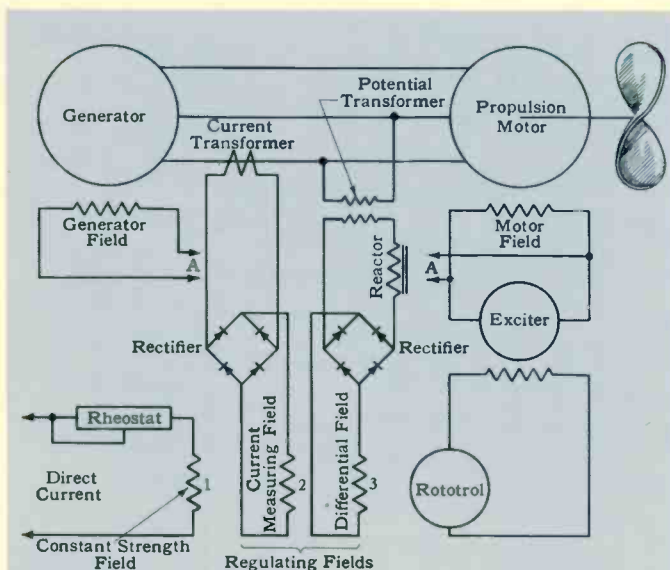 Generator
Current
Transformer
Potential
Transformer
Propulsion
Motor
Generator
Field
A
Reactor
A
Motor
Field
Exciter
Rectifier
Rectifier
Rheostat
Direct
Current
1
Constant Strength
Field
Current
Measuring Field
2
Differential Field
3
Rototrol
Regulating Fields